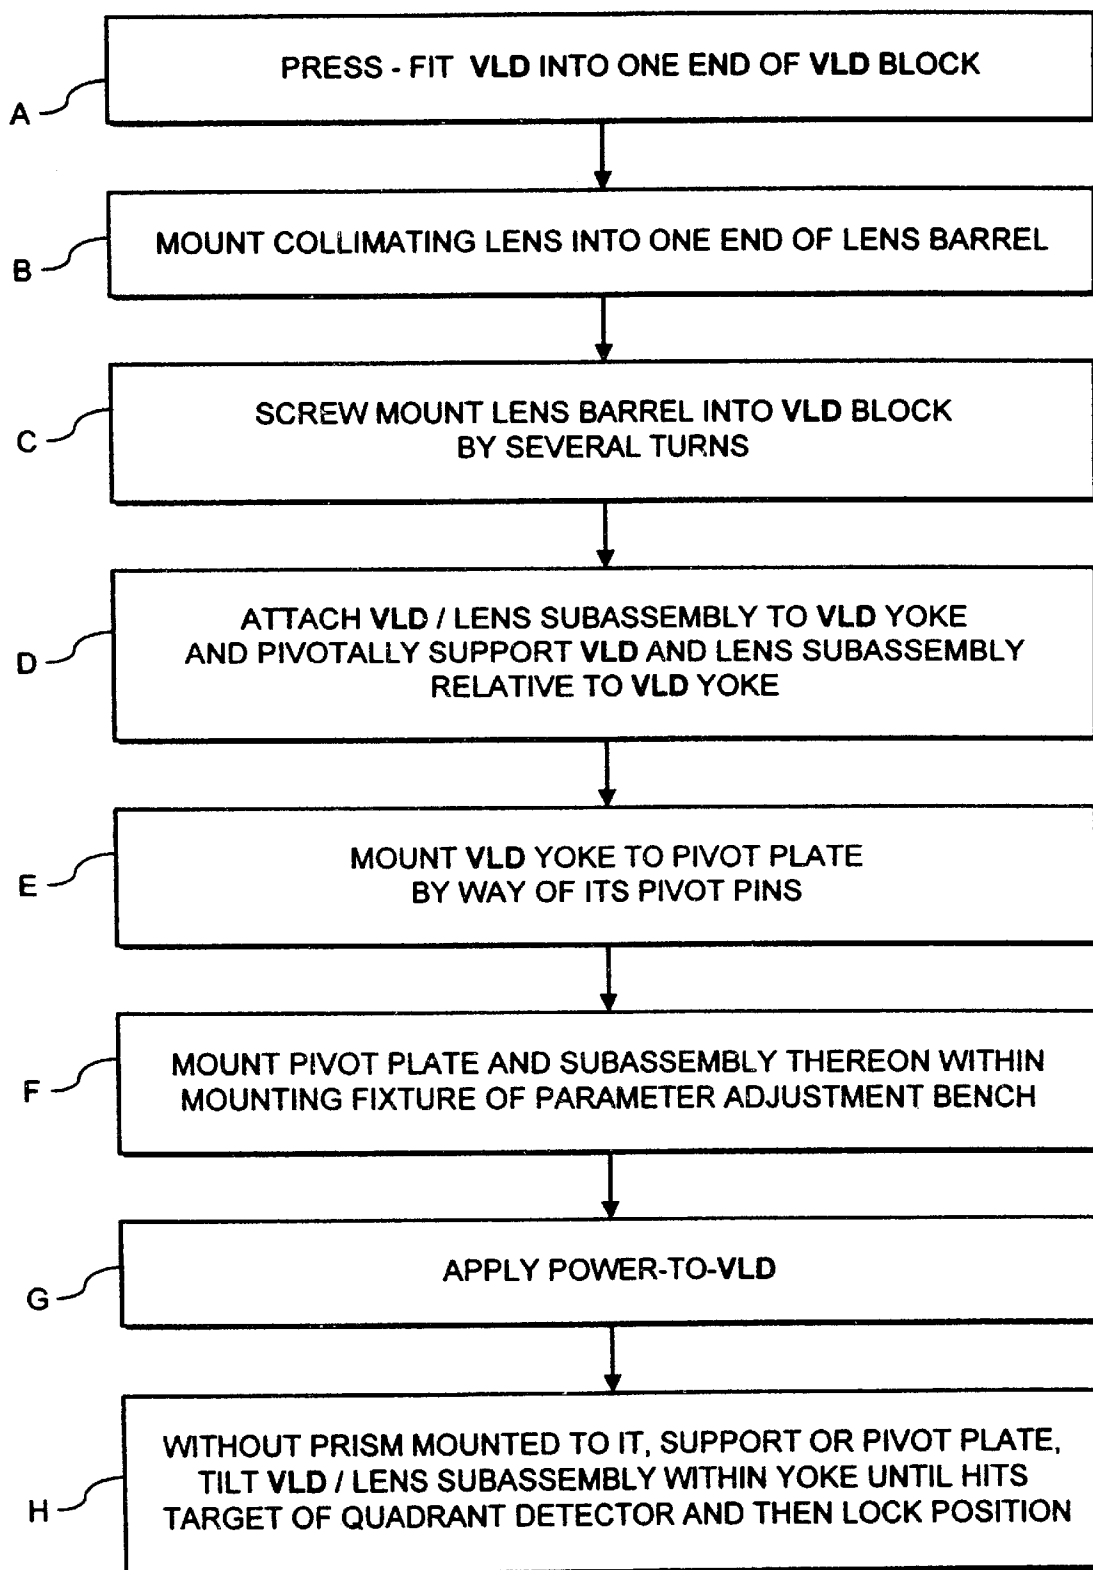 A
PRESS - FIT VLD INTO ONE END OF VLD BLOCK
B
MOUNT COLLIMATING LENS INTO ONE END OF LENS BARREL
C
SCREW MOUNT LENS BARREL INTO VLD BLOCK
BY SEVERAL TURNS
D
ATTACH VLD / LENS SUBASSEMBLY TO VLD YOKE
AND PIVOTALLY SUPPORT VLD AND LENS SUBASSEMBLY
RELATIVE TO VLD YOKE
E
MOUNT VLD YOKE TO PIVOT PLATE
BY WAY OF ITS PIVOT PINS
F
MOUNT PIVOT PLATE AND SUBASSEMBLY THEREON WITHIN
MOUNTING FIXTURE OF PARAMETER ADJUSTMENT BENCH
G
APPLY POWER-TO-VLD
H
WITHOUT PRISM MOUNTED TO IT, SUPPORT OR PIVOT PLATE,
TILT VLD / LENS SUBASSEMBLY WITHIN YOKE UNTIL HITS
TARGET OF QUADRANT DETECTOR AND THEN LOCK POSITION